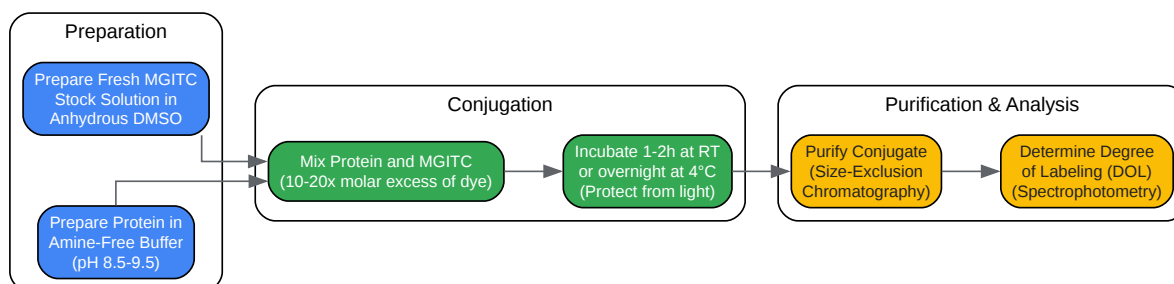 Preparation
Prepare Fresh MGITC
Stock Solution in
Anhydrous DMSO
Prepare Protein in
Amine-Free Buffer
(pH 8.5-9.5)
Conjugation
Mix Protein and MGITC
(10-20x molar excess of dye)
Incubate 1-2h at RT
or overnight at 4°C
(Protect from light)
Purification & Analysis
Purify Conjugate
(Size-Exclusion
Chromatography)
Determine Degree
of Labeling (DOL)
(Spectrophotometry)